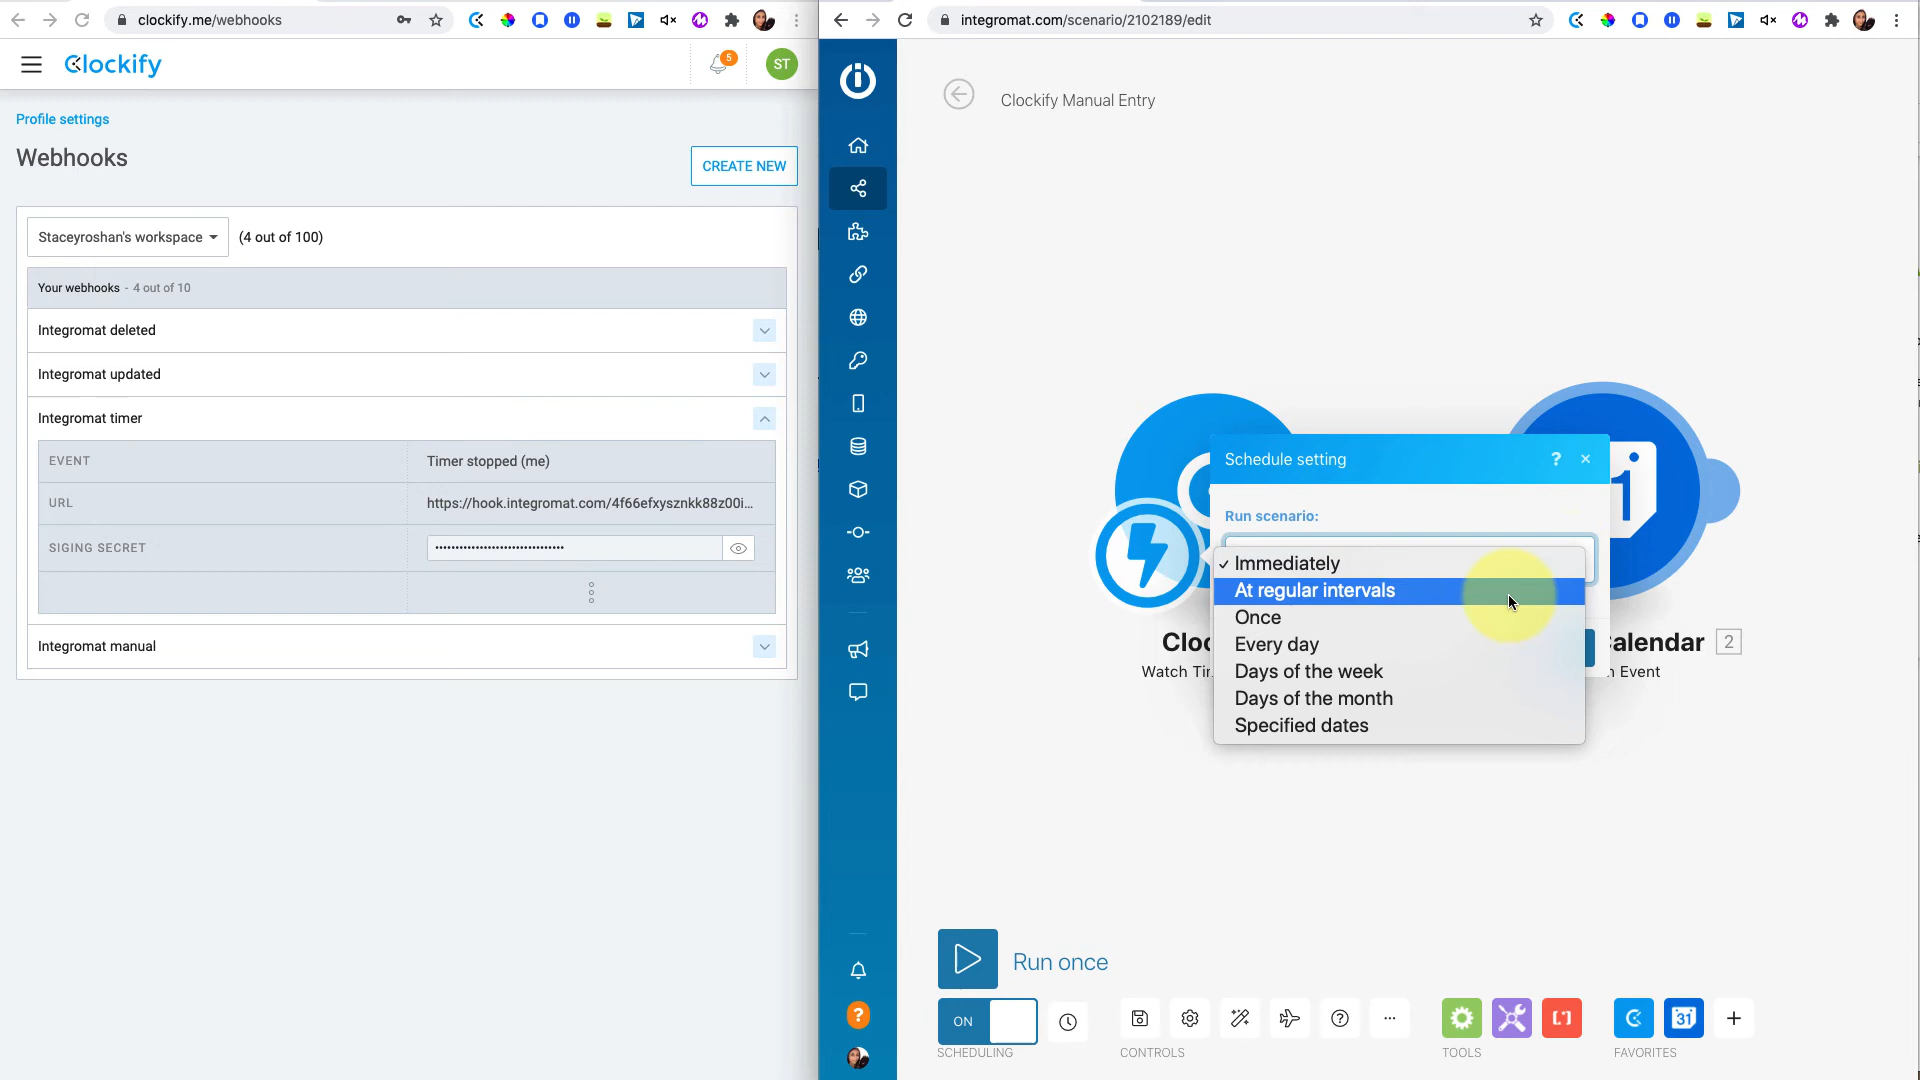 clockify.me/webhooks
Clockify
5
ST
Profile settings
Webhooks
CREATE NEW
Staceyroshan's workspace
(4 out of 100)
Your webhooks - 4 out of 10
Integromat deleted
Integromat updated
Integromat timer
EVENT
Timer stopped (me)
URL
https://hook.integromat.com/4f66efxysznkk88z00i...
SIGING SECRET
Integromat manual
integromat.com/scenario/2102189/edit
Clockify Manual Entry
Schedule setting
?
×
Run scenario:
✓ Immediately
At regular intervals
Once
Every day
Days of the week
Days of the month
Specified dates
Cloc
Watch Tir
1
alendar 2
Event
Run once
ON
SCHEDULING
CONTROLS
TOOLS
31
FAVORITES